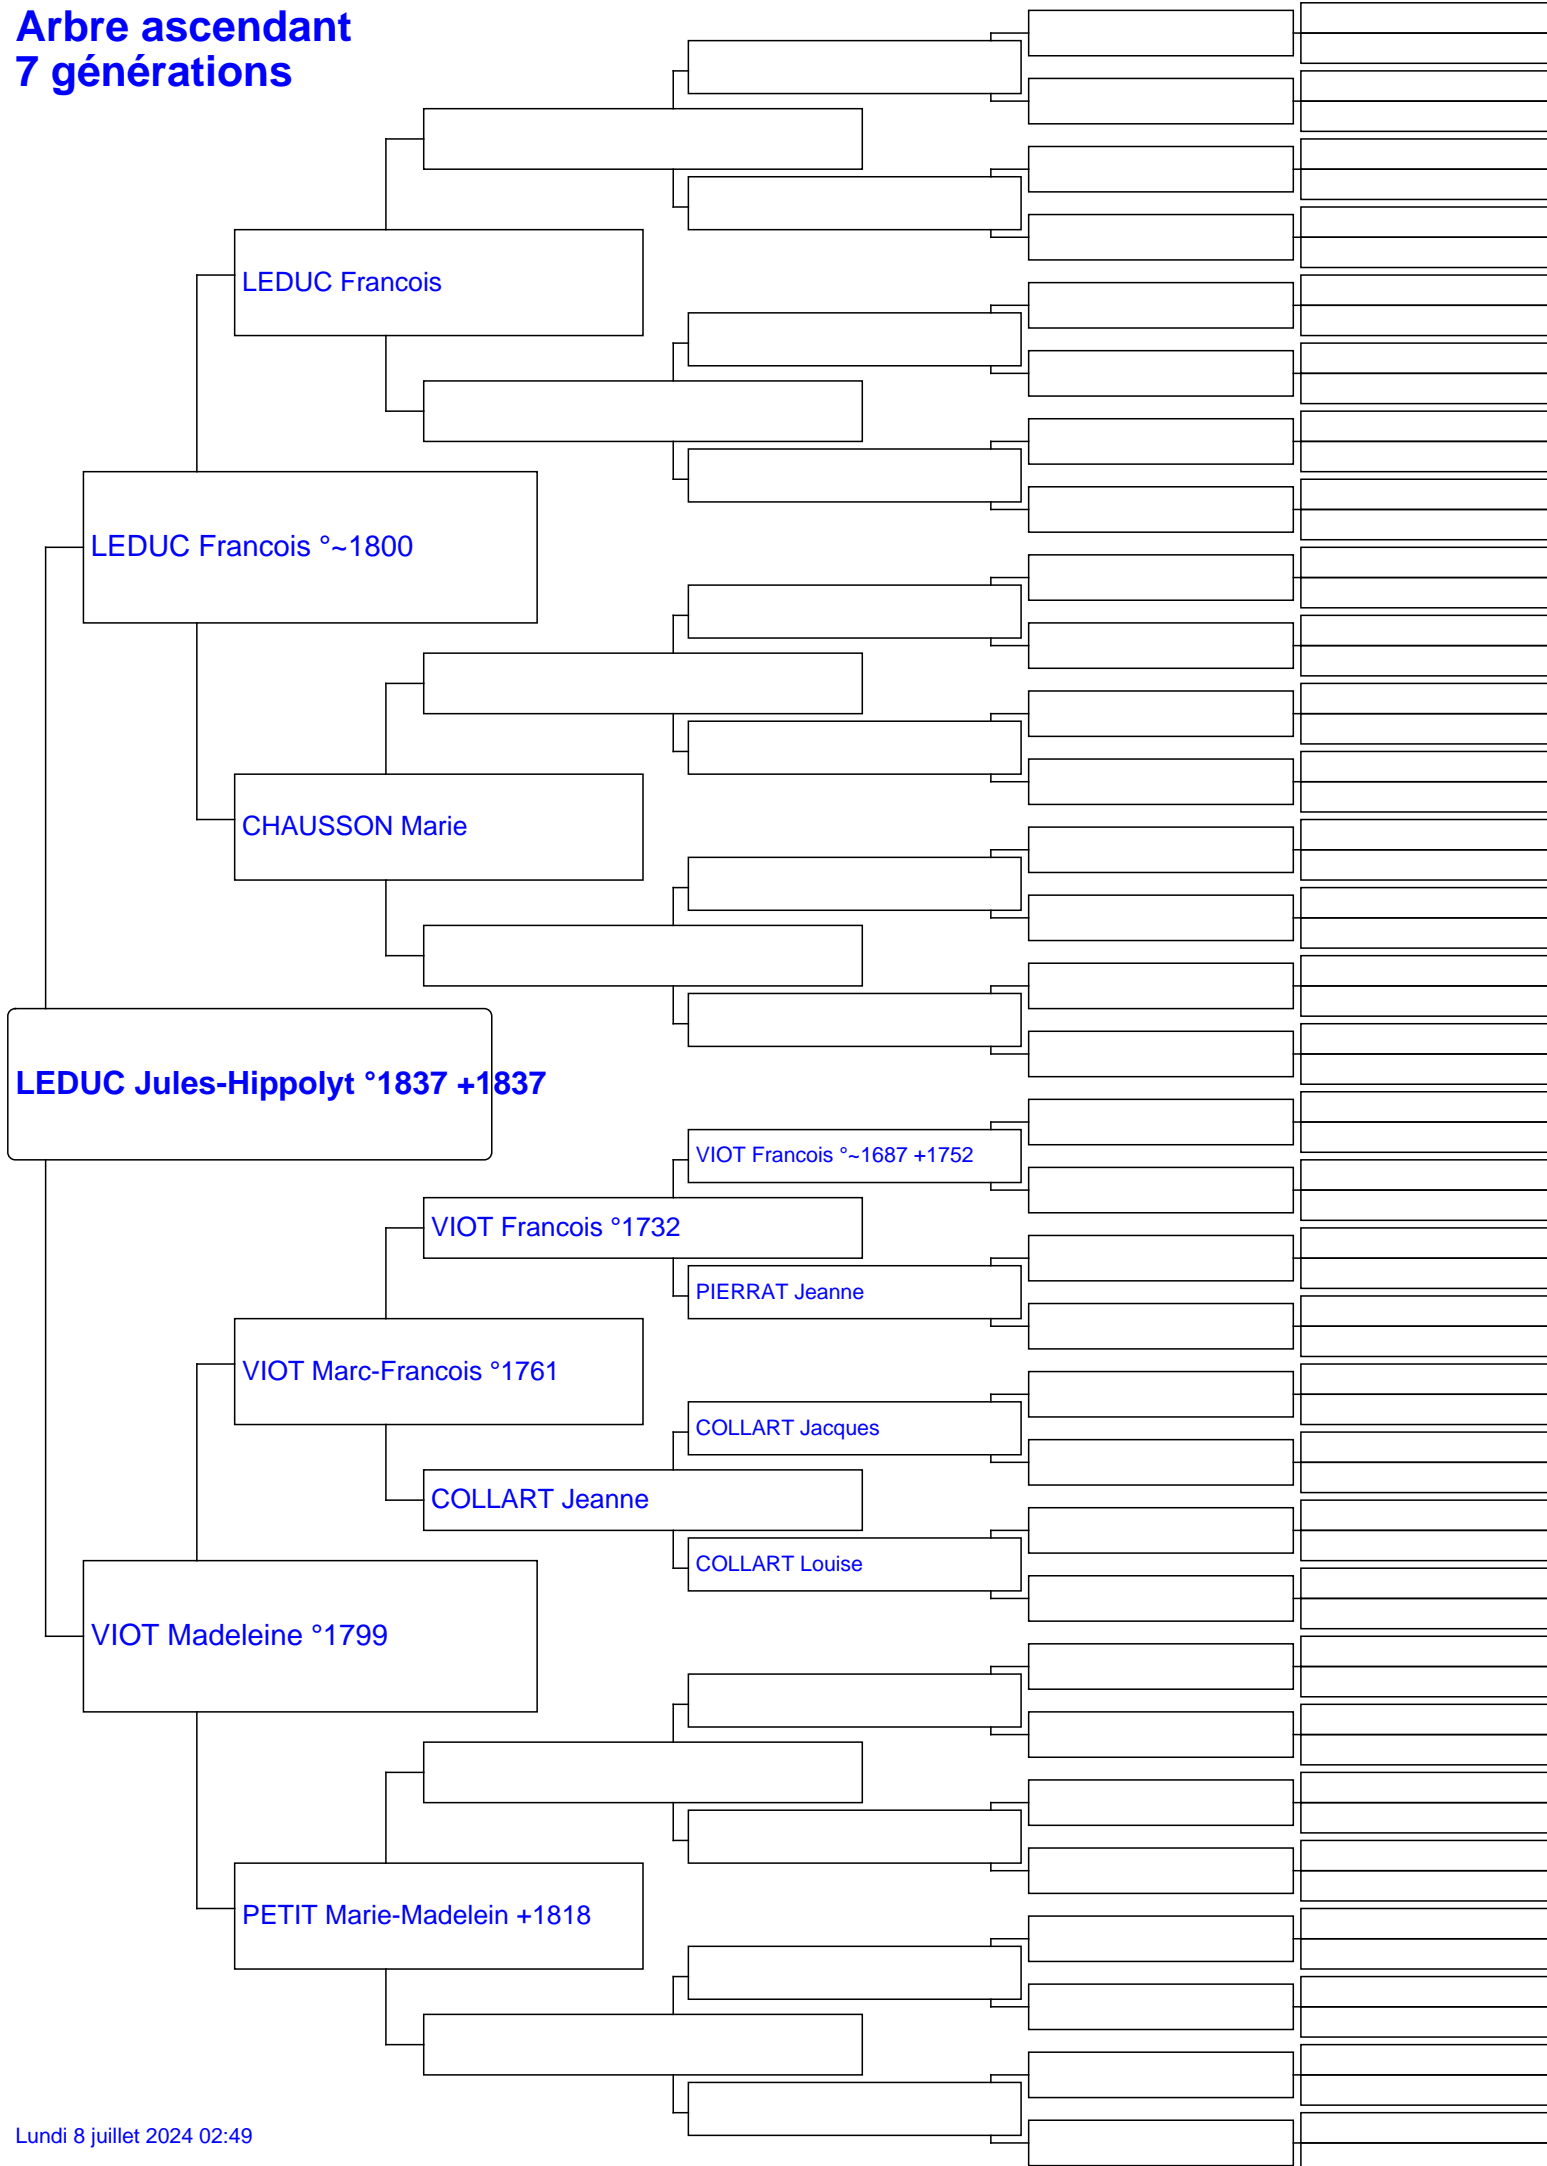 Arbre ascendant
7 générations
LEDUC Francois
LEDUC Francois °~1800
CHAUSSON Marie
LEDUC Jules-Hippolyt °1837 +1837
VIOT Francois °~1687 +1752
VIOT Francois °1732
PIERRAT Jeanne
VIOT Marc-Francois °1761
COLLART Jacques
COLLART Jeanne
COLLART Louise
VIOT Madeleine °1799
PETIT Marie-Madelein +1818
Lundi 8 juillet 2024 02:49